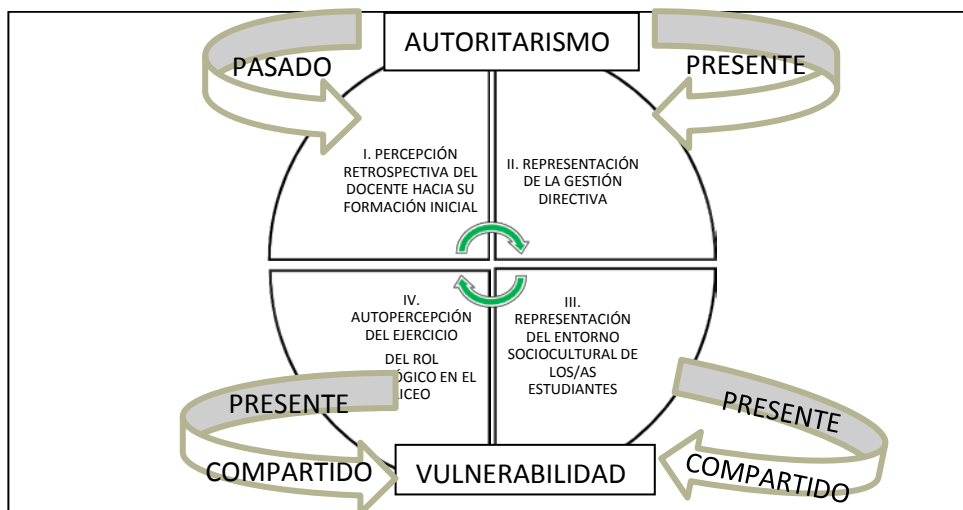 AUTORITARISMO
PASADO
PRESENTE
I. PERCEPCIÓN
RETROSPECTIVA DEL
DOCENTE HACIA SU
FORMACIÓN INICIAL
II. REPRESENTACIÓN
DE LA GESTIÓN
DIRECTIVA
IV.
AUTOPERCEPCIÓN
DEL EJERCICIO
DEL ROL
EN EL
III.
REPRESENTACIÓN
DEL ENTORNO
SOCIOCULTURAL DE
LOS/AS
ESTUDIANTES
PRESENTE
COMPARTIDO
PRESENTE
COMPARTIDO
VULNERABILIDAD